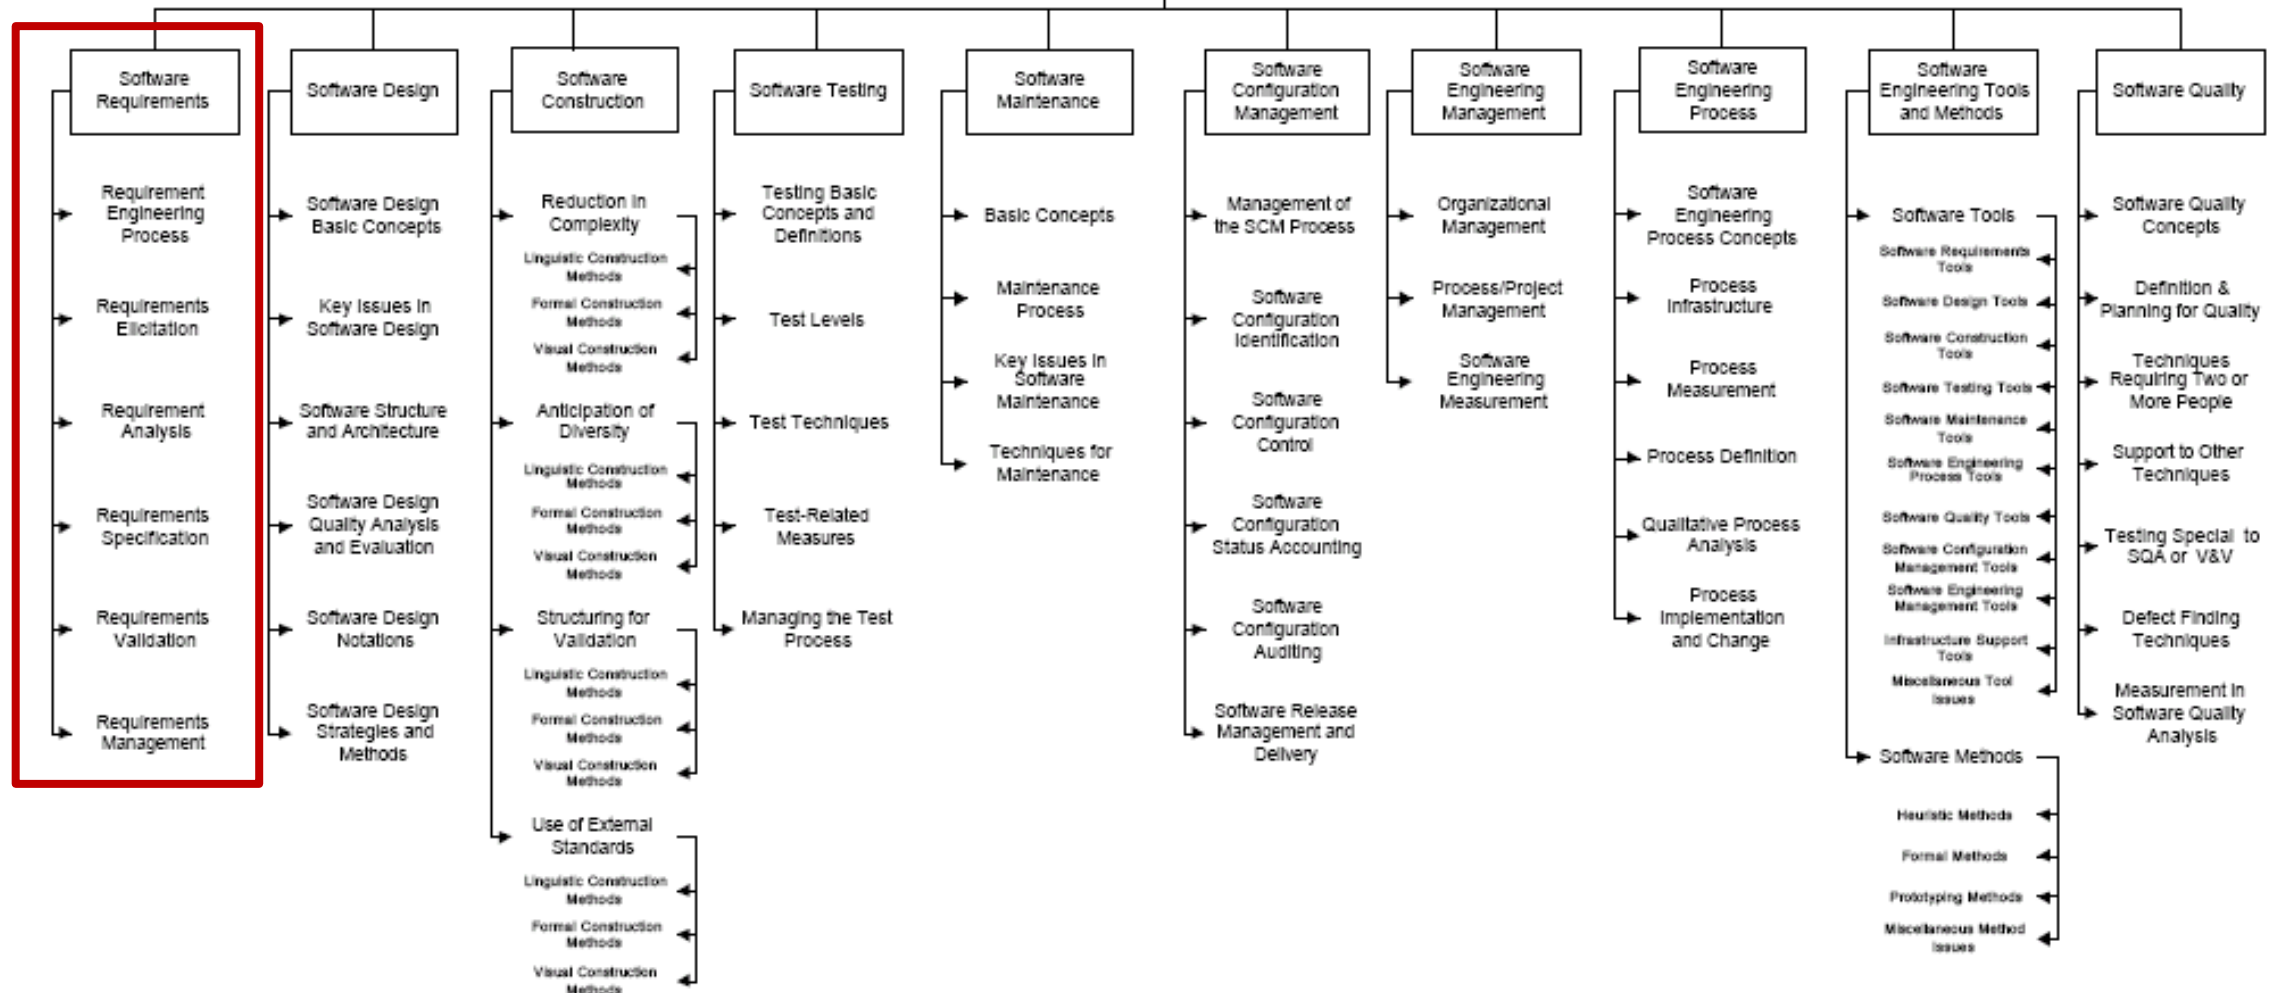 Software
Requirements
Requirement
Engineering
Process
Requirements
Elicitation
Requirement
Analysis
Requirements
Specification
Requirements
Validation
Requirements
Management
Software Design
Software Design
Basic Concepts
Key Issues in
Software Design
Software Structure
and Architecture
Software Design
Quality Analysis
and Evaluation
Software Design
Notations
Software Design
Strategies and
Methods
Software
Construction
Reduction in
Complexity
Linguistic Construction
Methods
Formal Construction
Methods
Visual Construction
Methods
Anticipation of
Diversity
Linguistic Construction
Methods
Formal Construction
Methods
Visual Construction
Methods
Structuring for
Validation
Linguistic Construction
Methods
Formal Construction
Methods
Visual Construction
Methods
Use of External
Standards
Linguistic Construction
Methods
Formal Construction
Methods
Visual Construction
Methods
Software Testing
Testing Basic
Concepts and
Definitions
Test Levels
Test Techniques
Test-Related
Measures
Managing the Test
Process
Software
Maintenance
Basic Concepts
Maintenance
Process
Key Issues in
Software
Maintenance
Techniques for
Maintenance
Software
Configuration
Management
Management of
the SCM Process
Software
Configuration
Identification
Software
Configuration
Control
Software
Configuration
Status Accounting
Software
Configuration
Auditing
Software Release
Management and
Delivery
Software
Engineering
Management
Organizational
Management
Process/Project
Management
Software
Engineering
Measurement
Software
Engineering
Process
Software
Engineering
Process Concepts
Process
Infrastructure
Process
Measurement
Process Definition
Qualitative Process
Analysis
Process
Implementation
and Change
Software
Engineering Tools
and Methods
Software Tools
Software Requirements
Tools
Software Design Tools
Software Construction
Tools
Software Testing Tools
Software Maintenance
Tools
Software Engineering
Process Tools
Software Quality Tools
Software Configuration
Management Tools
Software Engineering
Management Tools
Infrastructure Support
Tools
Miscellaneous Tool
Issues
Software Methods
Heuristic Methods
Formal Methods
Prototyping Methods
Miscellaneous Method
Issues
Software Quality
Software Quality
Concepts
Definition &
Planning for Quality
Techniques
Requiring Two or
More People
Support to Other
Techniques
Testing Special to
SQA or V&V
Defect Finding
Techniques
Measurement in
Software Quality
Analysis